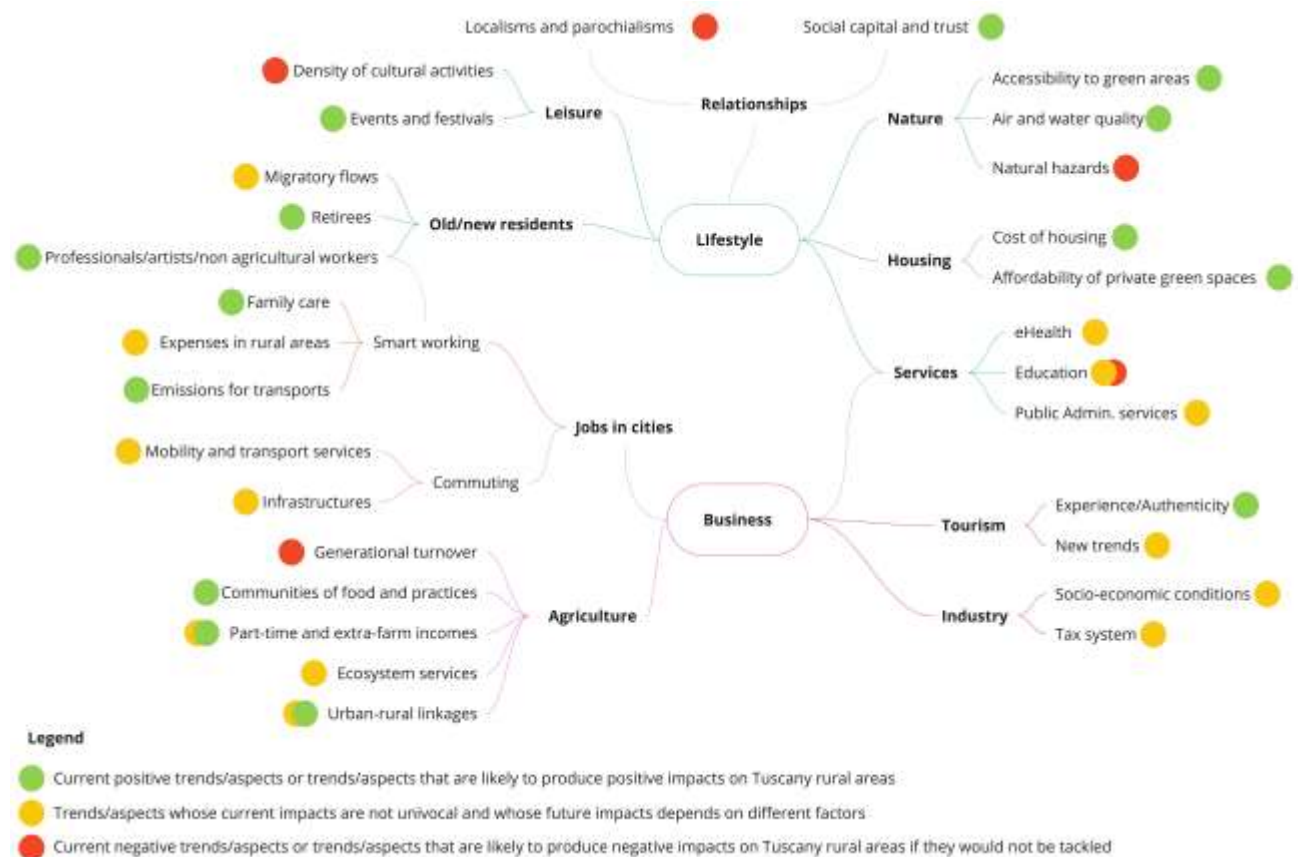 Localisms and parochialisms
Social capital and trust
Density of cultural activities
Events and festivals
Leisure
Relationships
Nature
Accessibility to green areas
Air and water quality
Natural hazards
Migratory flows
Retirees
Professionals/artists/non agricultural workers
Old/new residents
LIfestyle
Housing
Cost of housing
Affordability of private green spaces
Family care
Expenses in rural areas
Emissions for transports
Smart working
Services
eHealth
Education
Public Admin. services
Jobs in cities
Mobility and transport services
Infrastructures
Commuting
Business
Tourism
Experience/Authenticity
New trends
Generational turnover
Communities of food and practices
Part-time and extra-farm incomes
Ecosystem services
Urban-rural linkages
Agriculture
Industry
Socio-economic conditions
Tax system
Legend
Current positive trends/aspects or trends/aspects that are likely to produce positive impacts on Tuscany rural areas
Trends/aspects whose current impacts are not univocal and whose future impacts depends on different factors
Current negative trends/aspects or trends/aspects that are likely to produce negative impacts on Tuscany rural areas if they would not be tackled